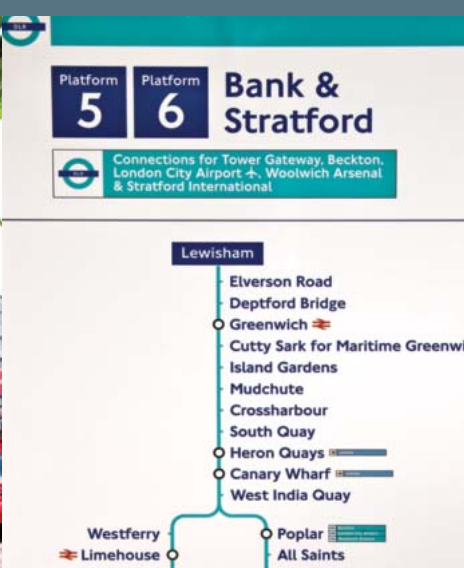 DLR
Platform
5
Platform
6
Bank &
Stratford
DLR
Connections for Tower Gateway, Beckton,
London City Airport, Woolwich Arsenal
& Stratford International
Lewisham
Elverson Road
Deptford Bridge
Greenwich
Cutty Sark for Maritime Greenwi
Island Gardens
Mudchute
Crossharbour
South Quay
Heron Quays
Canary Wharf
West India Quay
Westferry
Poplar
Limehouse
All Saints